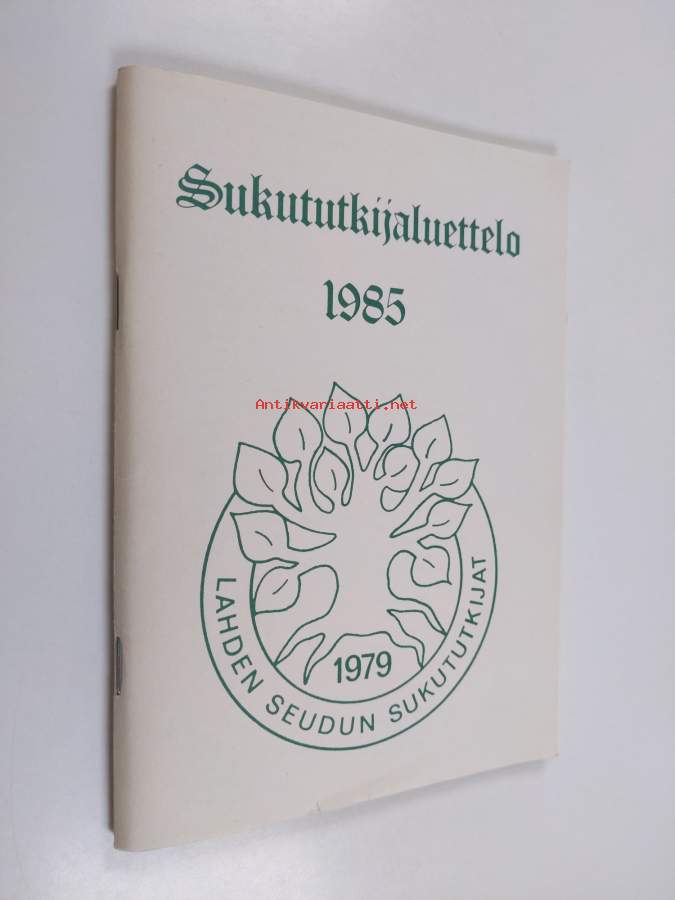 Sukututkijaluettelo
1985
Antikvariaatti.net
1979
LAHDEN SEUDUN SUKUTUTKIJAT